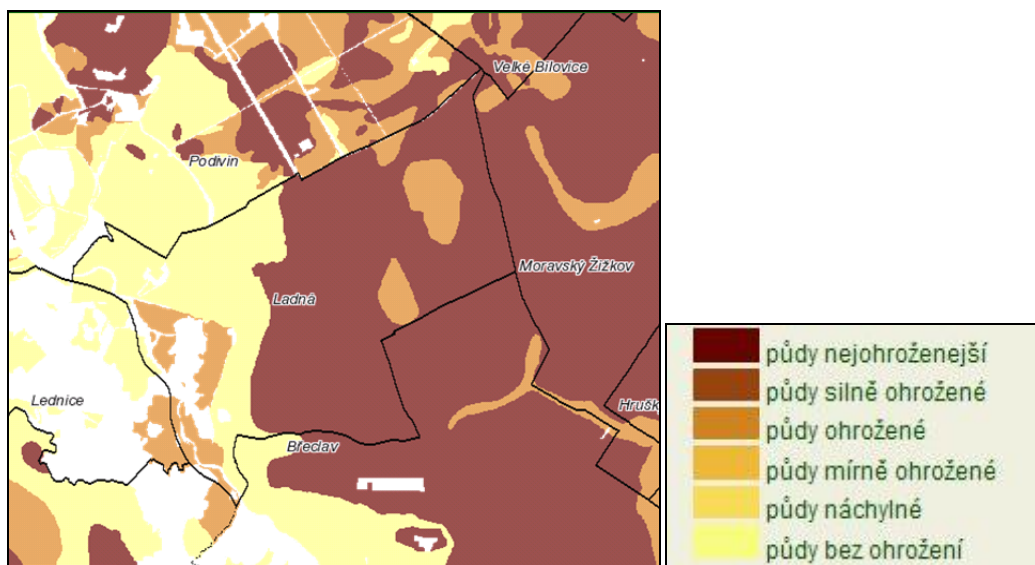 Velké Bílovice
Podivín
Moravský Žižkov
Ladná
Lednice
Hrušk
Břeclav
půdy nejohroženejší
půdy silně ohrožené
půdy ohrožené
půdy mírně ohrožené
půdy náchylné
půdy bez ohrožení